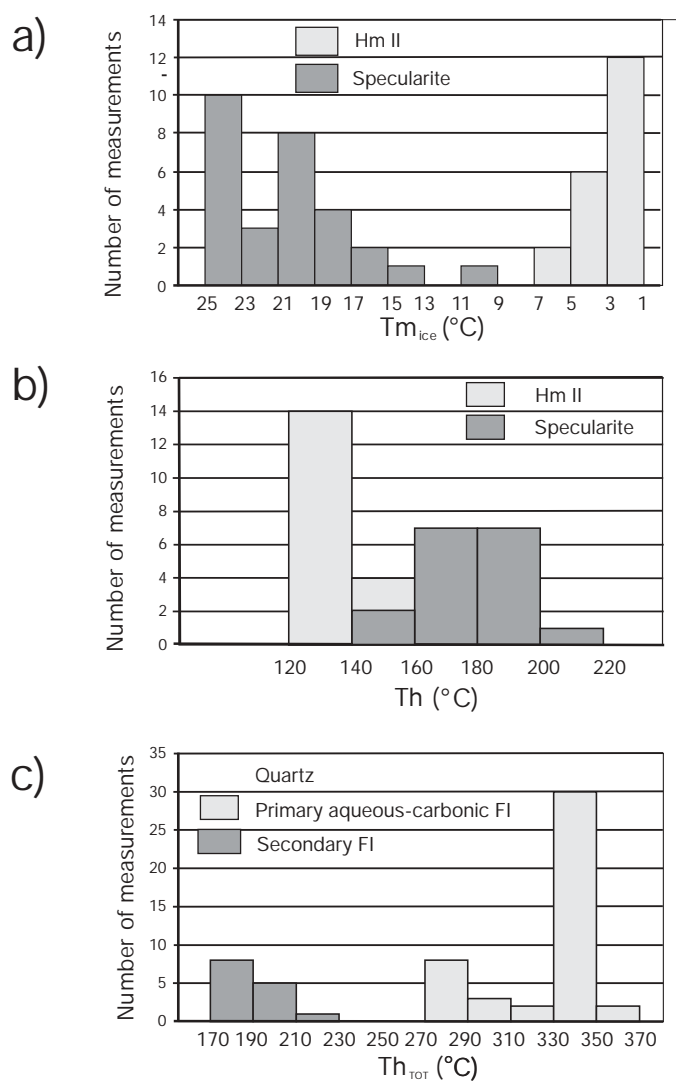 a)
Number of measurements
14
12
-
10
8
6
4
2
0
Hm II
Specularite
25 23 21 19 17 15 13 11 9 7 5 3 1
Tm ice (°C)
b)
Number of measurements
16
14
12
10
8
6
4
2
0
Hm II
Specularite
120 140 160 180 200 220
Th (°C)
c)
Number of measurements
35
30
25
20
15
10
5
0
Quartz
Primary aqueous-carbonic FI
Secondary FI
170 190 210 230 250 270 290 310 330 350 370
Th TOT (°C)